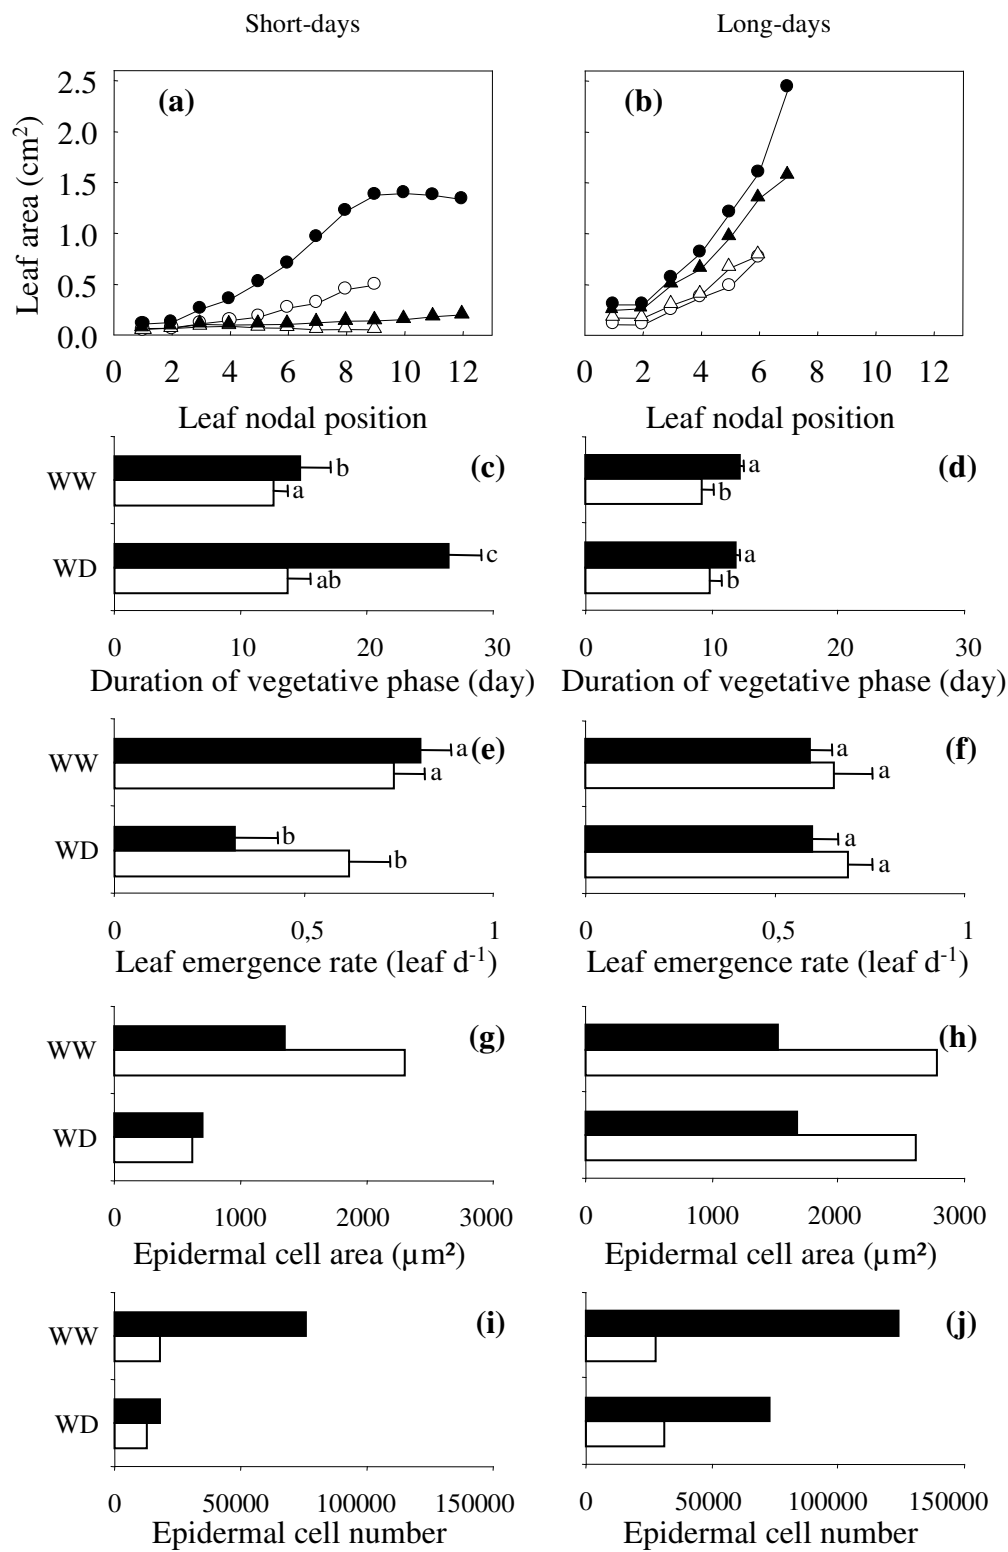 Short-days Long-days
(a) (b)
Leaf area (cm²)
2.5
2.0
1.5
1.0
0.5
0.0
0 2 4 6 8 10 12 0 2 4 6 8 10 12
Leaf nodal position Leaf nodal position
(c) (d)
WW b a
a b
WD c a
ab b
0 10 20 30 0 10 20 30
Duration of vegetative phase (day) Duration of vegetative phase (day)
(e) (f)
WW a a
a a
WD b a
b a
0 0,5 1 0 0,5 1
Leaf emergence rate (leaf d⁻¹) Leaf emergence rate (leaf d⁻¹)
WW (g) (h)
WD
0 1000 2000 3000 0 1000 2000 3000
Epidermal cell area (µm²) Epidermal cell area (µm²)
WW (i) (j)
WD
0 50000 100000 150000 0 50000 100000 150000
Epidermal cell number Epidermal cell number